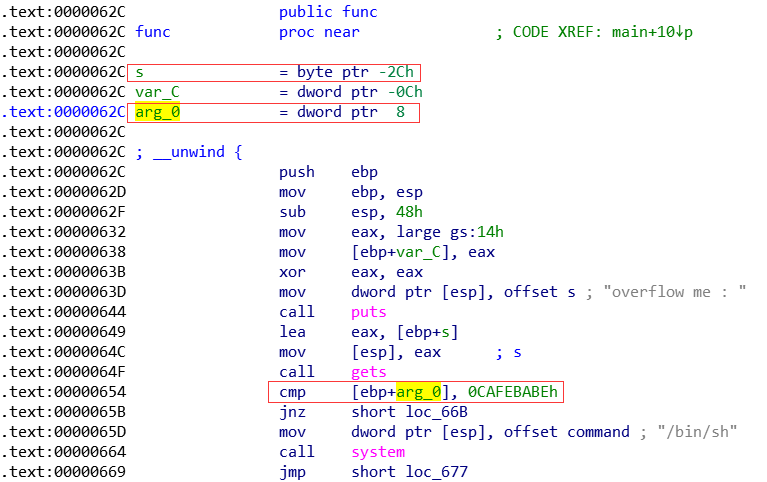 .text:0000062C public func
.text:0000062C func proc near ; CODE XREF: main+10↓p
.text:0000062C
.text:0000062C s = byte ptr -2Ch
.text:0000062C var_C = dword ptr -0Ch
.text:0000062C arg_0 = dword ptr 8
.text:0000062C
.text:0000062C ; __unwind {
.text:0000062C push ebp
.text:0000062D mov ebp, esp
.text:0000062F sub esp, 48h
.text:00000632 mov eax, large gs:14h
.text:00000638 mov [ebp+var_C], eax
.text:0000063B xor eax, eax
.text:0000063D mov dword ptr [esp], offset s ; "overflow me : "
.text:00000644 call puts
.text:00000649 lea eax, [ebp+s]
.text:0000064C mov [esp], eax ; s
.text:0000064F call gets
.text:00000654 cmp [ebp+arg_0], 0CAFEBABEh
.text:0000065B jnz short loc_66B
.text:0000065D mov dword ptr [esp], offset command ; "/bin/sh"
.text:00000664 call system
.text:00000669 jmp short loc_677